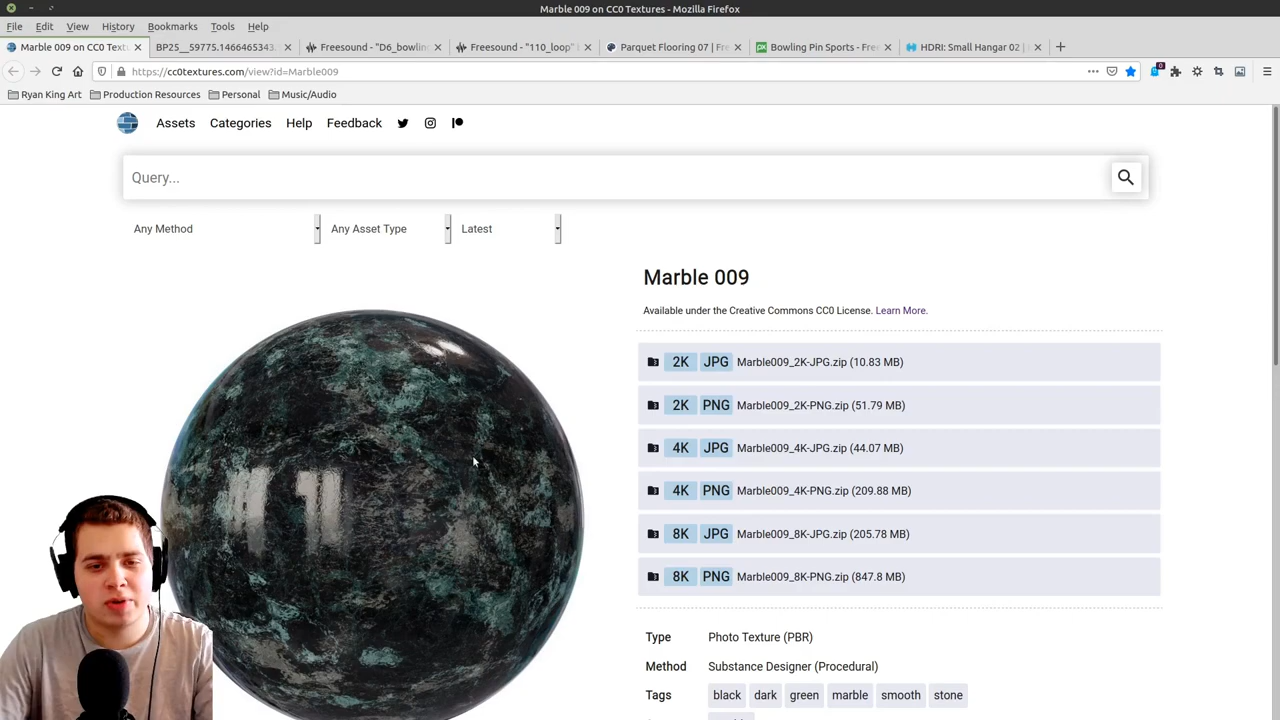 Marble 009 on CC0 Textures - Mozilla Firefox
File Edit View History Bookmarks Tools Help
Marble 009 on CC0 Textu
BP25__59775.1466465343.
Freesound - "D6_bowling
Freesound - "110_loop"
Parquet Flooring 07 | Fre
Bowling Pin Sports - Free
HDRI: Small Hangar 02 |
https://cc0textures.com/view?id=Marble009
0
Ryan King Art Production Resources Personal Music/Audio
Assets Categories Help Feedback
Query...
Any Method Any Asset Type Latest
Marble 009
Available under the Creative Commons CC0 License. Learn More.
2K JPG Marble009_2K-JPG.zip (10.83 MB)
2K PNG Marble009_2K-PNG.zip (51.79 MB)
4K JPG Marble009_4K-JPG.zip (44.07 MB)
4K PNG Marble009_4K-PNG.zip (209.88 MB)
8K JPG Marble009_8K-JPG.zip (205.78 MB)
8K PNG Marble009_8K-PNG.zip (847.8 MB)
Type Photo Texture (PBR)
Method Substance Designer (Procedural)
Tags black dark green marble smooth stone